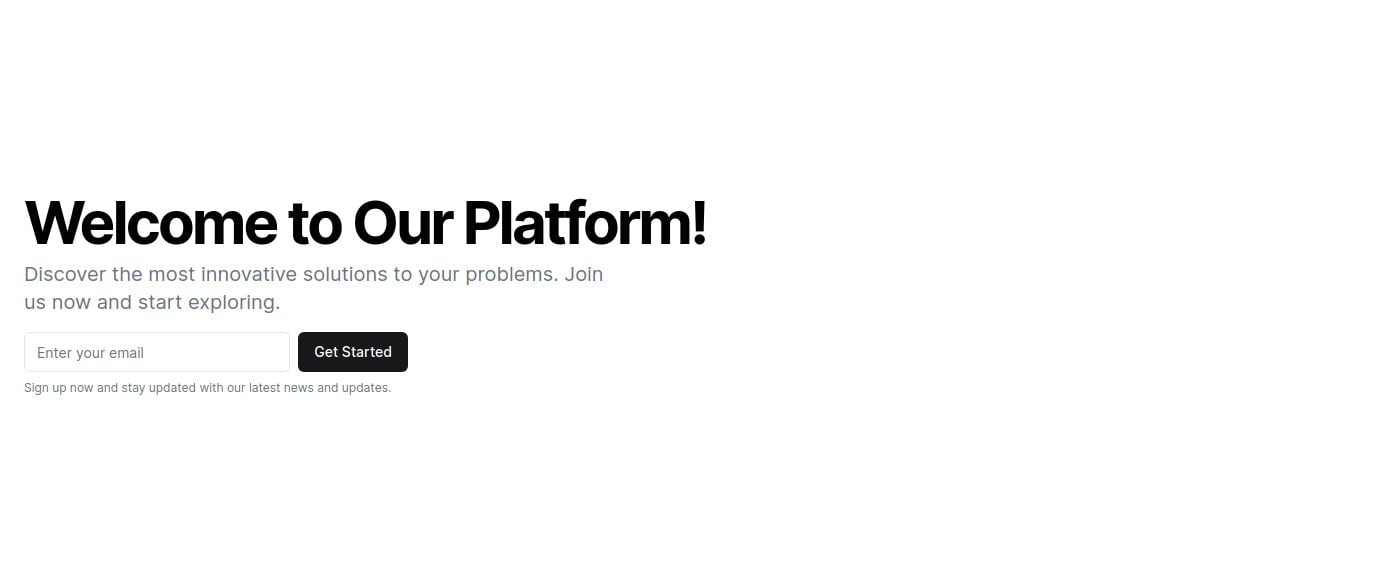 Welcome to Our Platform!
Discover the most innovative solutions to your problems. Join
us now and start exploring.
Enter your email
Get Started
Sign up now and stay updated with our latest news and updates.